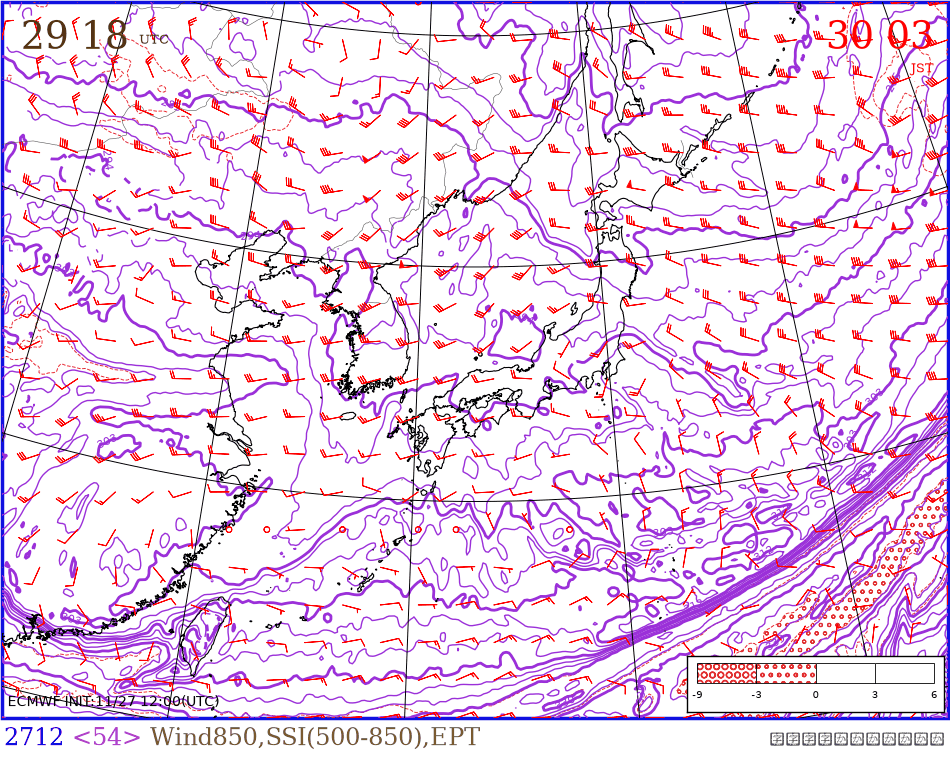 29 18 UTC 30 03
JST
ECMWF INIT:11/27 12:00(UTC)
-9 -3 0 3 6
2712 <54> Wind850,SSI(500-850),EPT